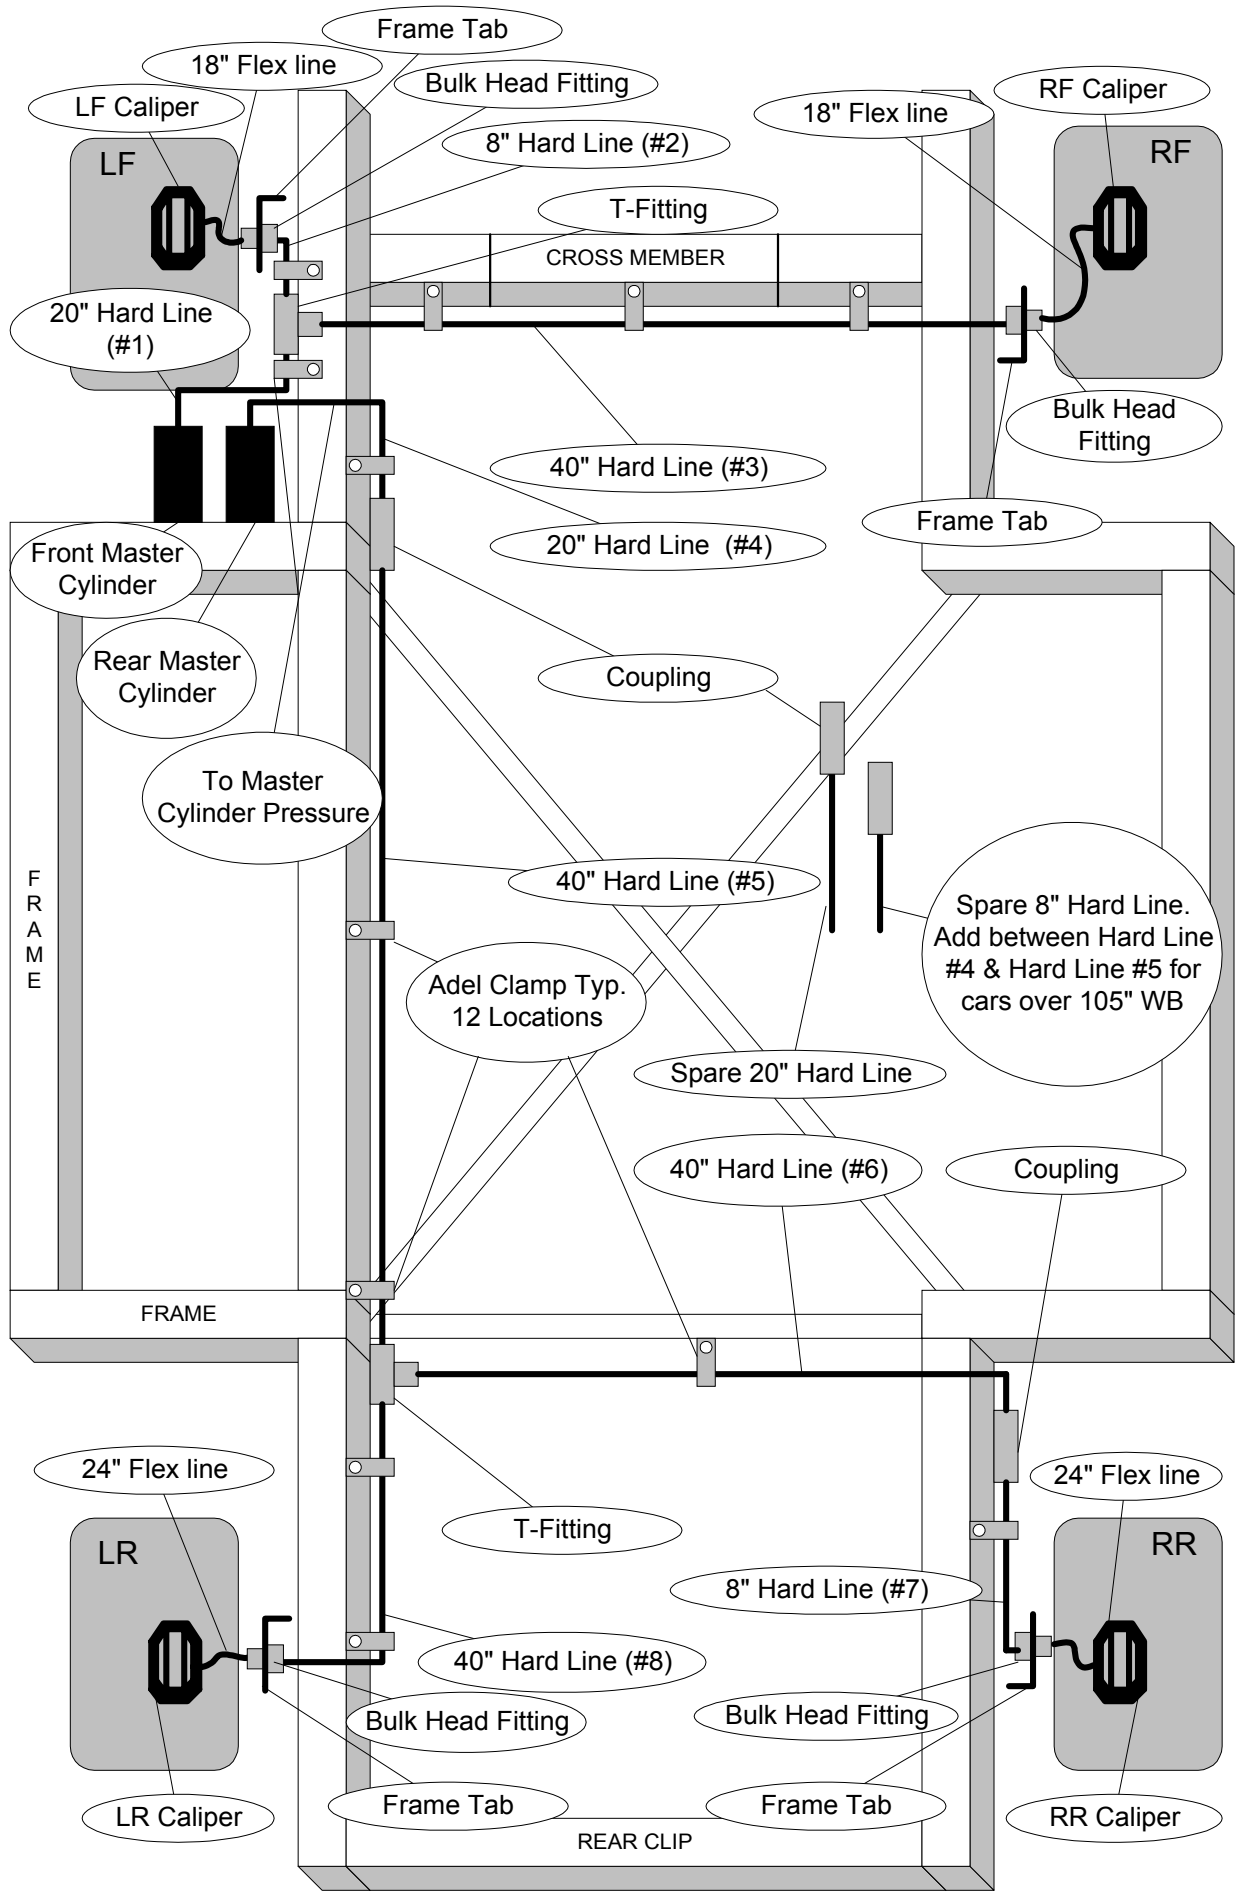 Frame Tab
18" Flex line
Bulk Head Fitting
LF Caliper
RF Caliper
18" Flex line
8" Hard Line (#2)
LF
RF
T-Fitting
CROSS MEMBER
20" Hard Line
(#1)
Bulk Head
Fitting
40" Hard Line (#3)
Frame Tab
20" Hard Line  (#4)
Front Master
Cylinder
Rear Master
Cylinder
Coupling
To Master
Cylinder Pressure
40" Hard Line (#5)
F
R
A
M
E
Spare 8" Hard Line.
Add between Hard Line
#4 & Hard Line #5 for
cars over 105" WB
Adel Clamp Typ.
12 Locations
Spare 20" Hard Line
40" Hard Line (#6)
Coupling
FRAME
24" Flex line
24" Flex line
T-Fitting
LR
RR
8" Hard Line (#7)
40" Hard Line (#8)
Bulk Head Fitting
Bulk Head Fitting
Frame Tab
Frame Tab
LR Caliper
RR Caliper
REAR CLIP